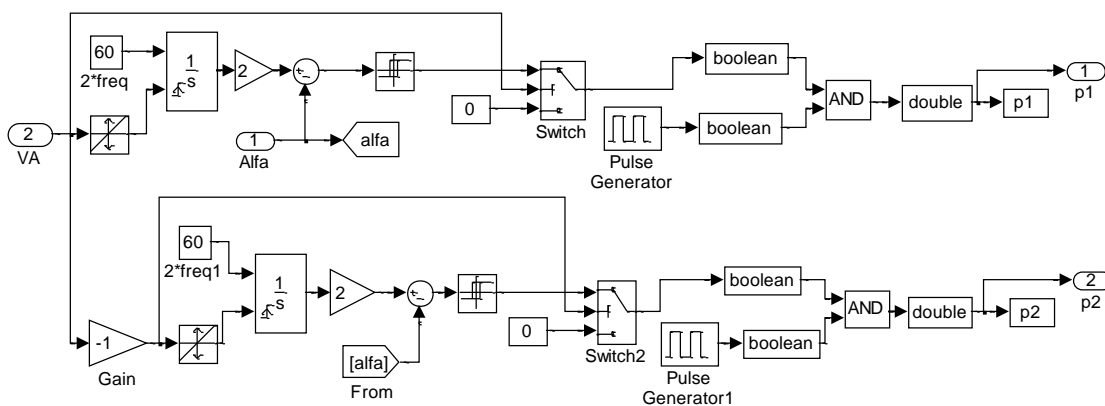 60
2*freq
1
s
2
+
-
0
Switch
boolean
AND
double
1
p1
p1
2
VA
1
Alfa
alfa
Pulse
Generator
boolean
60
2*freq1
1
s
2
+
-
0
Switch2
boolean
AND
double
2
p2
p2
-1
Gain
[alfa]
From
Pulse
Generator1
boolean